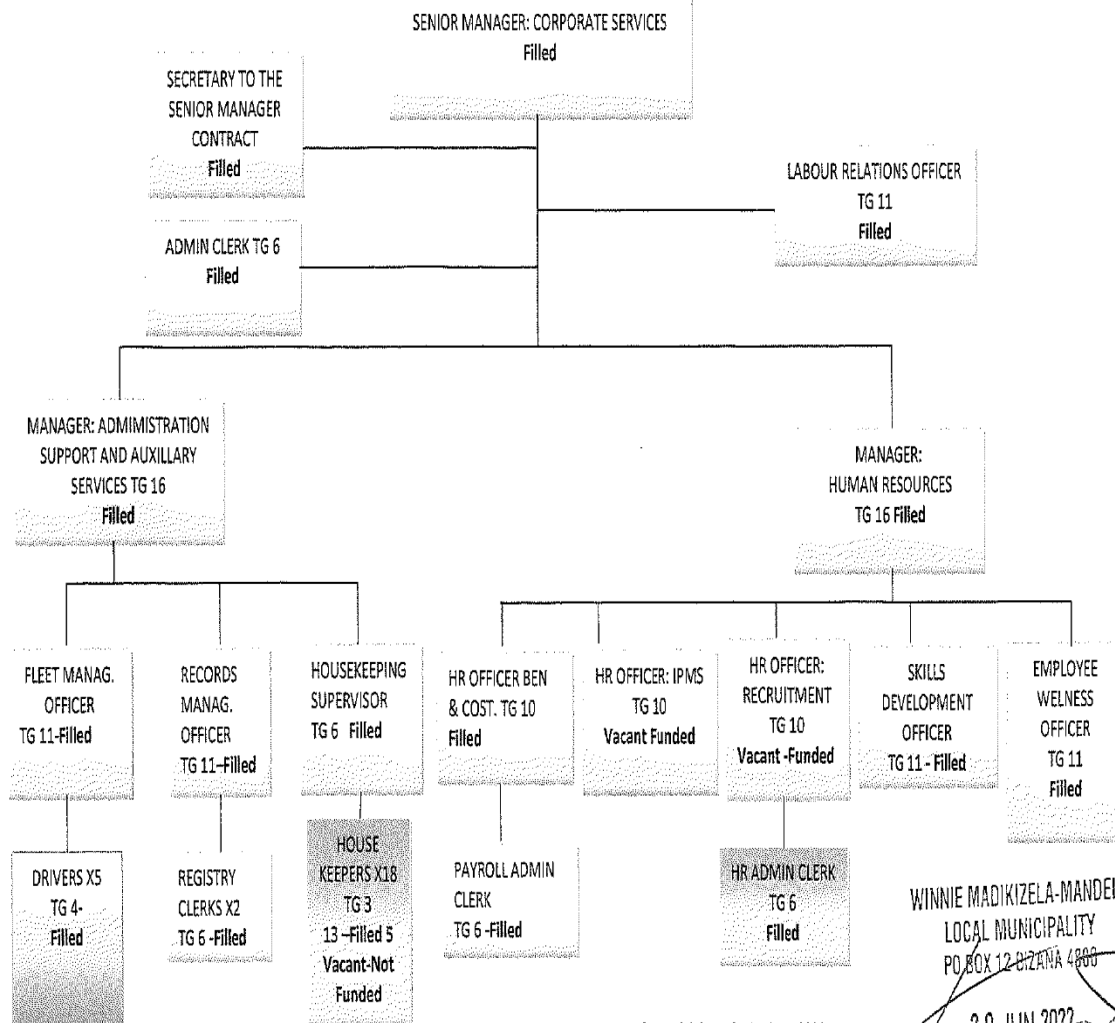 SENIOR MANAGER: CORPORATE SERVICES
Filled
SECRETARY TO THE
SENIOR MANAGER
CONTRACT
Filled
LABOUR RELATIONS OFFICER
TG 11
Filled
ADMIN CLERK TG 6
Filled
MANAGER: ADMIMISTRATION
SUPPORT AND AUXILLARY
SERVICES TG 16
Filled
MANAGER:
HUMAN RESOURCES
TG 16 Filled
FLEET MANAG.
OFFICER
TG 11-Filled
RECORDS
MANAG.
OFFICER
TG 11–Filled
HOUSEKEEPING
SUPERVISOR
TG 6 Filled
HR OFFICER BEN
& COST. TG 10
Filled
HR OFFICER: IPMS
TG 10
Vacant Funded
HR OFFICER:
RECRUITMENT
TG 10
Vacant -Funded
SKILLS
DEVELOPMENT
OFFICER
TG 11 - Filled
EMPLOYEE
WELNESS
OFFICER
TG 11
Filled
DRIVERS X5
TG 4-
Filled
REGISTRY
CLERKS X2
TG 6 -Filled
HOUSE
KEEPERS X18
TG 3
13 –Filled 5
Vacant-Not
Funded
PAYROLL ADMIN
CLERK
TG 6 -Filled
HR ADMIN CLERK
TG 6
Filled
WINNIE MADIKIZELA-MANDEL
LOCAL MUNICIPALITY
PO BOX 12 BIZANA 4800
JUN 2022